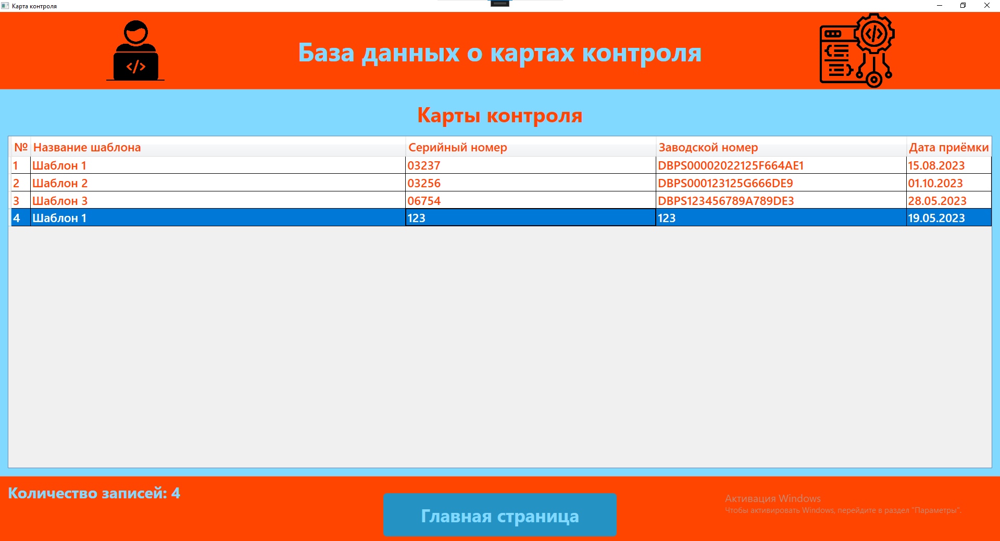 Карта контроля
База данных о картах контроля
Карты контроля
№ Название шаблона Серийный номер Заводской номер Дата приёмки
1 Шаблон 1 03237 DBPS00002022125F664AE1 15.08.2023
2 Шаблон 2 03256 DBPS000123125G666DE9 01.10.2023
3 Шаблон 3 06754 DBPS123456789A789DE3 28.05.2023
4 Шаблон 1 123 123 19.05.2023
Количество записей: 4
Главная страница
Активация Windows
Чтобы активировать Windows, перейдите в раздел "Параметры".